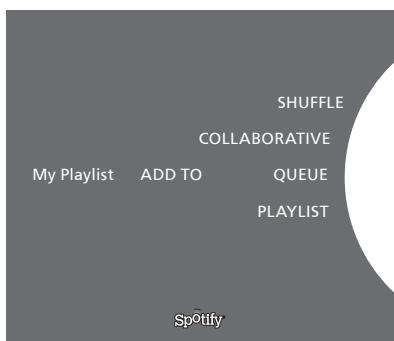 SHUFFLE
COLLABORATIVE
My Playlist ADD TO QUEUE
PLAYLIST
Spotify